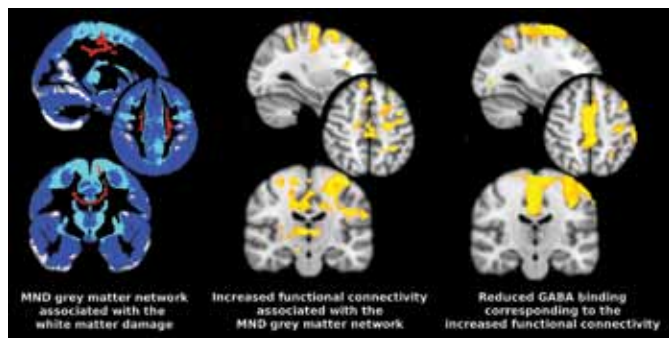 MND grey matter network
associated with the
white matter damage
Increased functional connectivity
associated with the
MND grey matter network
Reduced GABA binding
corresponding to the
increased functional connectivity